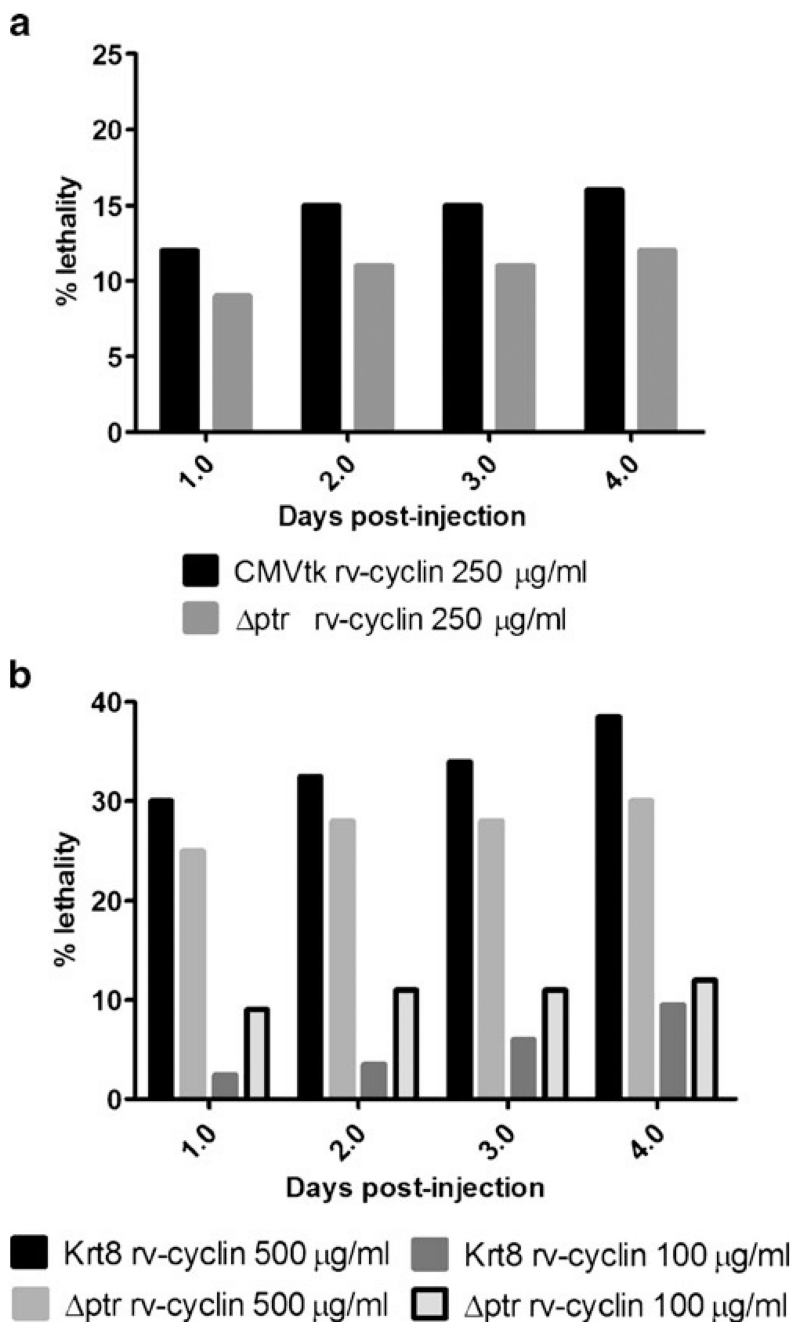 a
25
20
15
10
5
0
% lethality
1.0 2.0 3.0 4.0
Days post-injection
CMVtk rv-cyclin 250 μg/ml
Δptr rv-cyclin 250 μg/ml
b
40
30
20
10
0
% lethality
1.0 2.0 3.0 4.0
Days post-injection
Krt8 rv-cyclin 500 μg/ml Krt8 rv-cyclin 100 μg/ml
Δptr rv-cyclin 500 μg/ml Δptr rv-cyclin 100 μg/ml